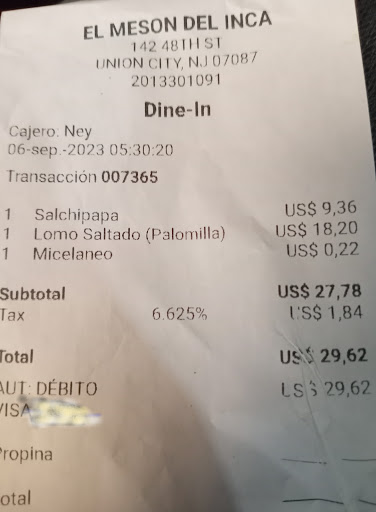 EL MESON DEL INCA
142 48TH ST
UNION CITY, NJ 07087
2013301091
Dine-In
Cajero: Ney
06-sep.-2023 05:30:20
Transacción 007365
1 Salchipapa US$ 9,36
1 Lomo Saltado (Palomilla) US$ 18,20
1 Micelaneo US$ 0,22
Subtotal US$ 27,78
Tax 6.625% US$ 1,84
Total US$ 29,62
AUT: DÉBITO US$ 29,62
VISA
Propina
otal